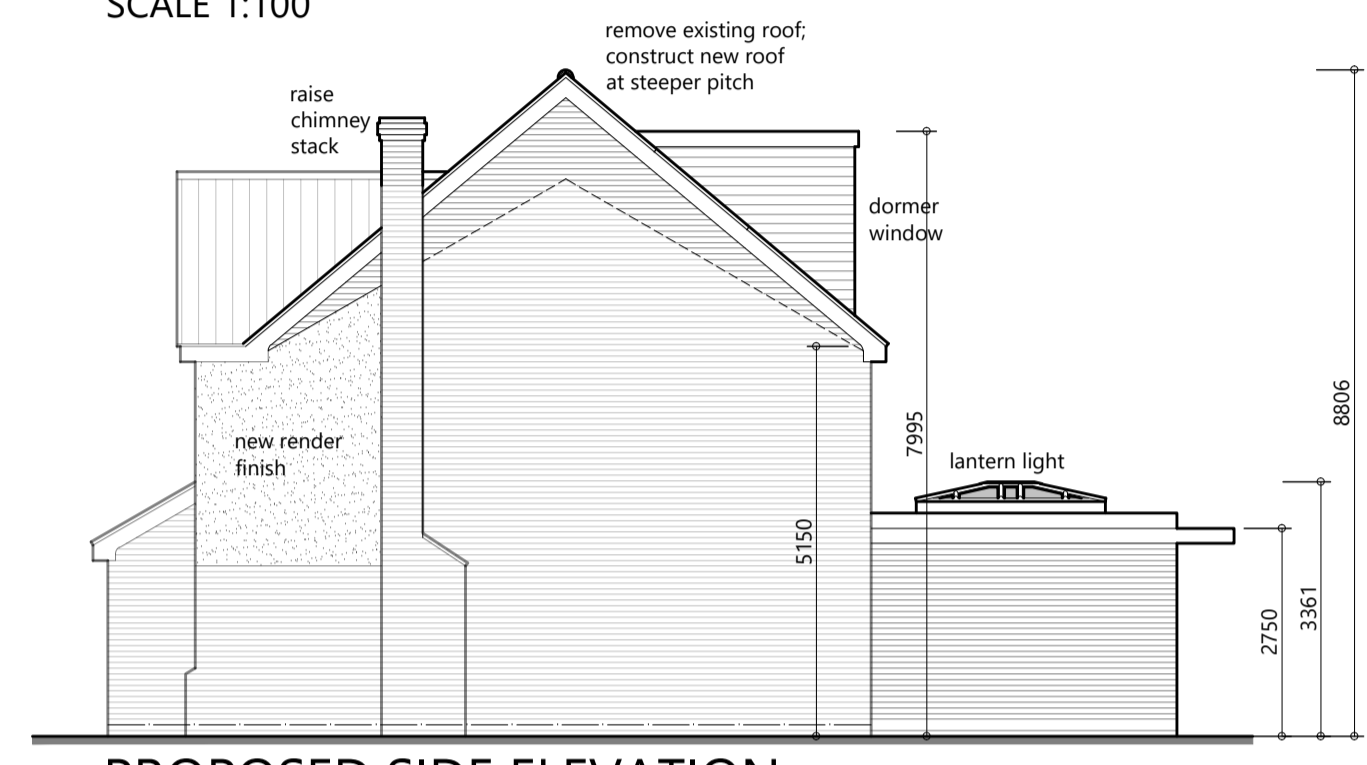 SCALE 1:100
remove existing roof;
construct new roof
at steeper pitch
raise
chimney
stack
dormer
window
8806
7995
new render
finish
lantern light
5150
3361
2750
PROPOSED SIDE ELEVATION